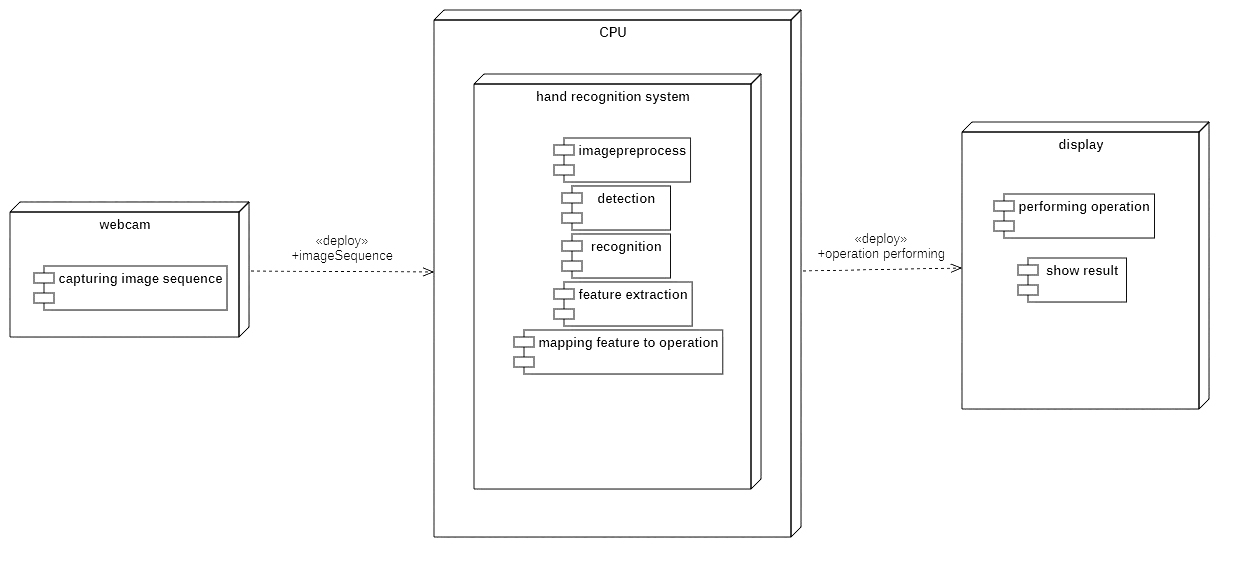 CPU
hand recognition system
imagepreprocess
detection
recognition
feature extraction
mapping feature to operation
webcam
capturing image sequence
«deploy»
+imageSequence
«deploy»
+operation performing
display
performing operation
show result